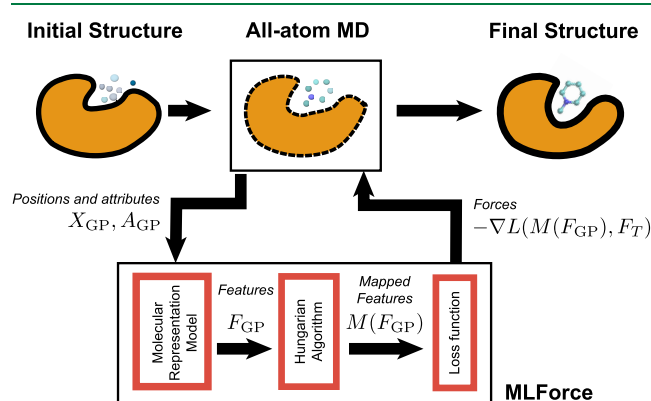 Initial Structure
All-atom MD
Final Structure
Positions and attributes
X_GP, A_GP
Forces
−∇L(M(F_GP), F_T)
Molecular
Representation
Model
Features
F_GP
Hungarian
Algorithm
Mapped
Features
M(F_GP)
Loss function
MLForce